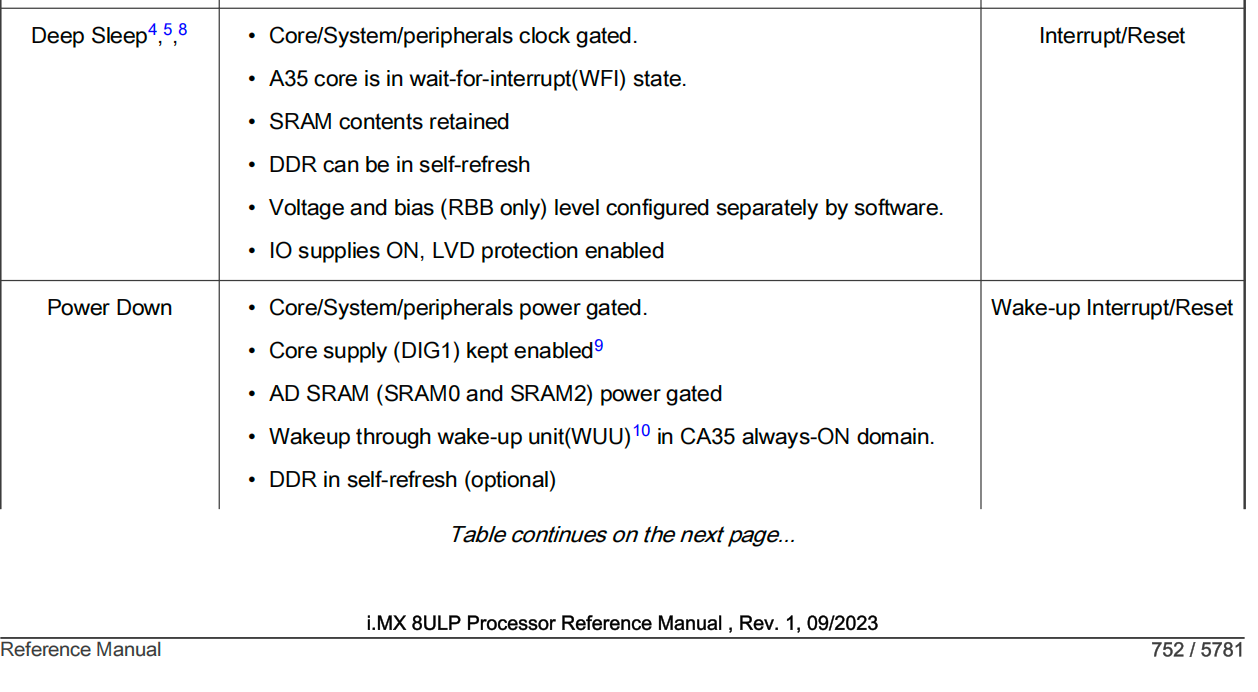 Deep Sleep4,5,8
• Core/System/peripherals clock gated.
Interrupt/Reset
• A35 core is in wait-for-interrupt(WFI) state.
• SRAM contents retained
• DDR can be in self-refresh
• Voltage and bias (RBB only) level configured separately by software.
• IO supplies ON, LVD protection enabled
Power Down
• Core/System/peripherals power gated.
Wake-up Interrupt/Reset
• Core supply (DIG1) kept enabled9
• AD SRAM (SRAM0 and SRAM2) power gated
• Wakeup through wake-up unit(WUU)10 in CA35 always-ON domain.
• DDR in self-refresh (optional)
Table continues on the next page...
i.MX 8ULP Processor Reference Manual , Rev. 1, 09/2023
Reference Manual
752 / 5781